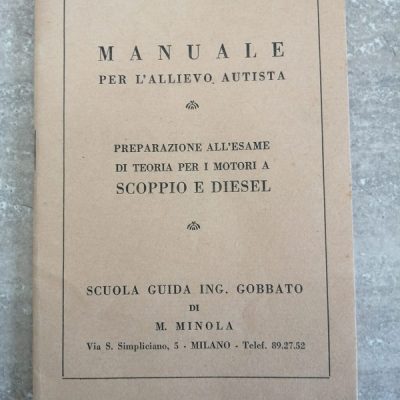 MANUALE
PER L'ALLIEVO AUTISTA
PREPARAZIONE ALL'ESAME
DI TEORIA PER I MOTORI A
SCOPPIO E DIESEL
SCUOLA GUIDA ING. GOBBATO
DI
M. MINOLA
Via S. Simpliciano, 5 - MILANO - Telef. 89.27.52